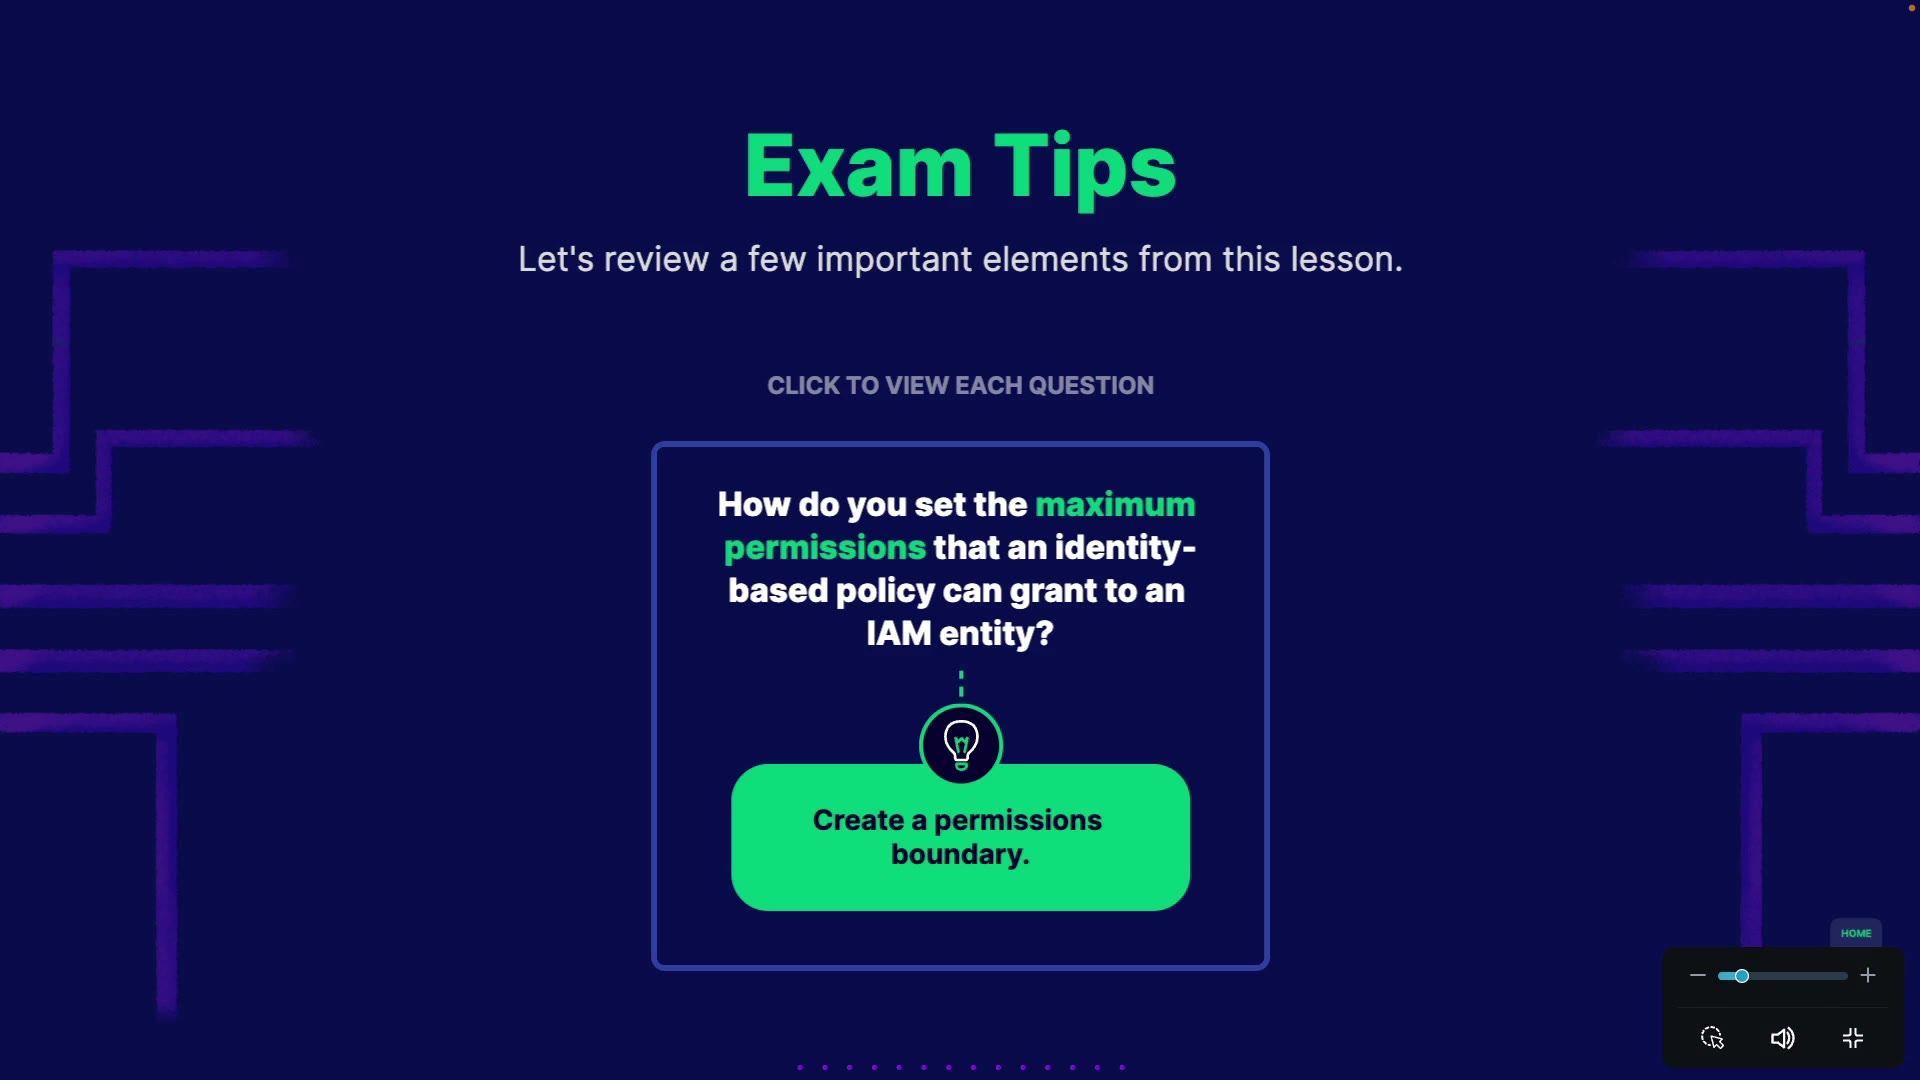 Exam Tips
Let's review a few important elements from this lesson.
CLICK TO VIEW EACH QUESTION
How do you set the maximum
permissions that an identity-
based policy can grant to an
IAM entity?
Create a permissions
boundary.
HOME